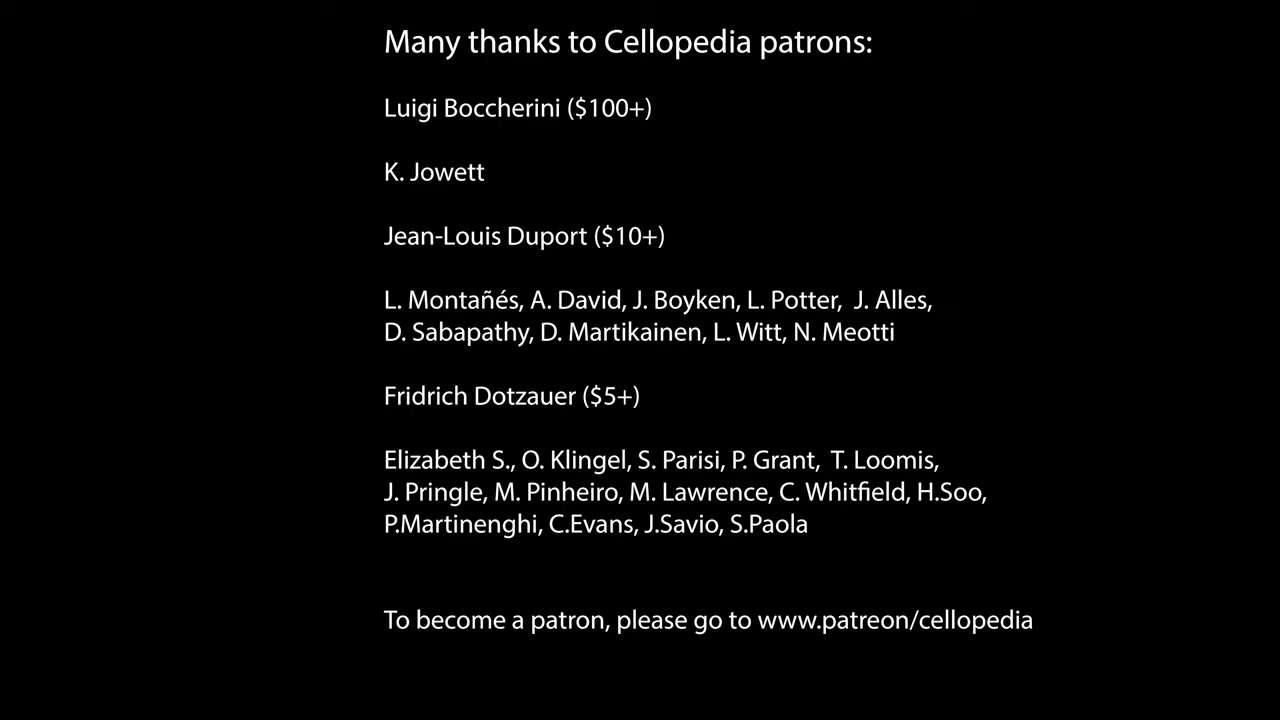 Many thanks to Cellopedia patrons:
Luigi Boccherini ($100+)
K. Jowett
Jean-Louis Duport ($10+)
L. Montañés, A. David, J. Boyken, L. Potter,  J. Alles,
D. Sabapathy, D. Martikainen, L. Witt, N. Meotti
Fridrich Dotzauer ($5+)
Elizabeth S., O. Klingel, S. Parisi, P. Grant,  T. Loomis,
J. Pringle, M. Pinheiro, M. Lawrence, C. Whitfield, H.Soo,
P.Martinenghi, C.Evans, J.Savio, S.Paola
To become a patron, please go to www.patreon/cellopedia